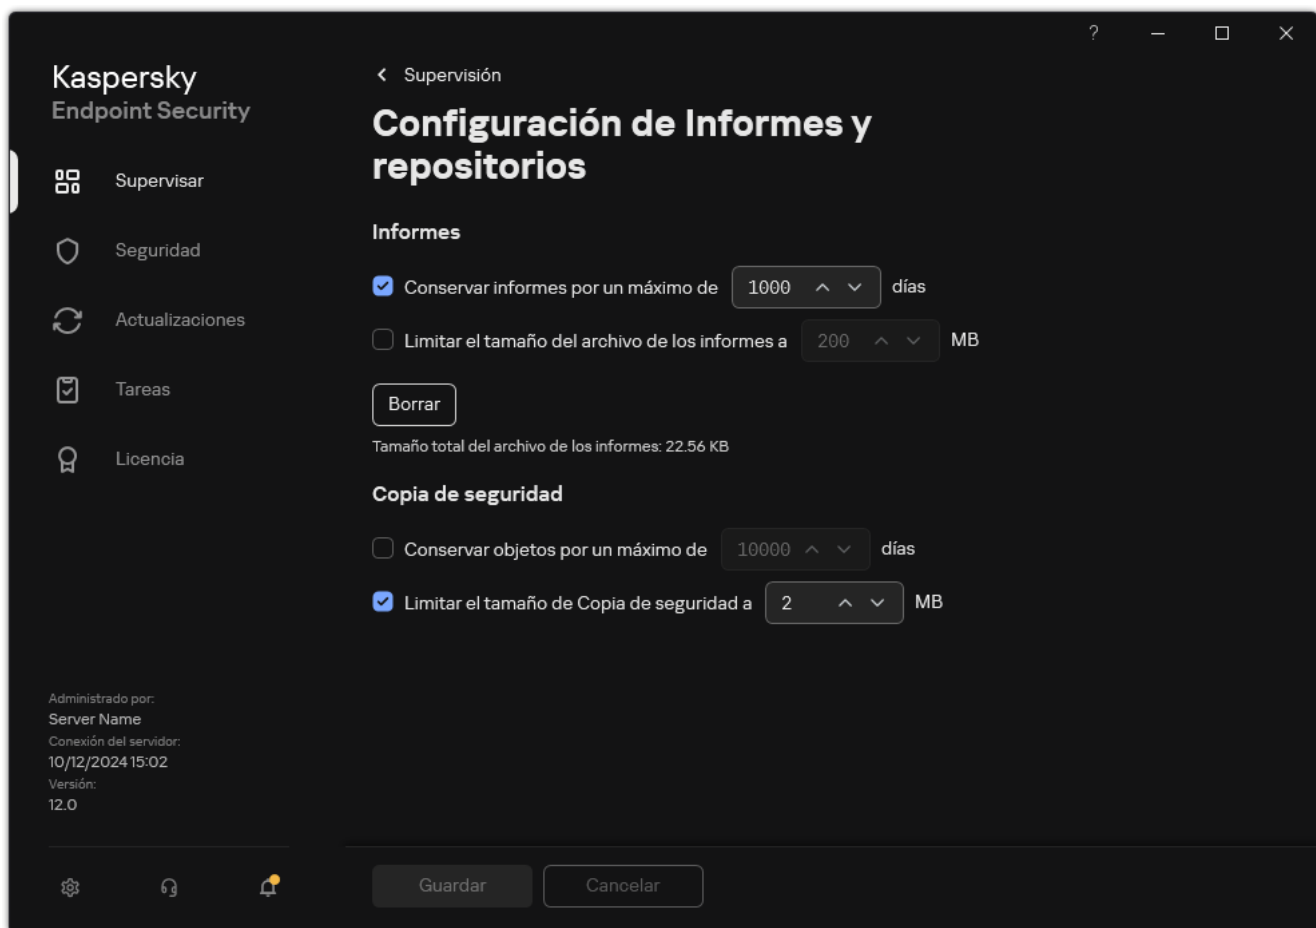 ?
Kaspersky
Endpoint Security
Supervisar
Seguridad
Actualizaciones
Tareas
Licencia
Administrado por:
Server Name
Conexión del servidor:
10/12/2024 15:02
Versión:
12.0
Supervisión
Configuración de Informes y
repositorios
Informes
Conservar informes por un máximo de 1000 días
Limitar el tamaño del archivo de los informes a 200 MB
Borrar
Tamaño total del archivo de los informes: 22.56 KB
Copia de seguridad
Conservar objetos por un máximo de 10000 días
Limitar el tamaño de Copia de seguridad a 2 MB
Guardar Cancelar